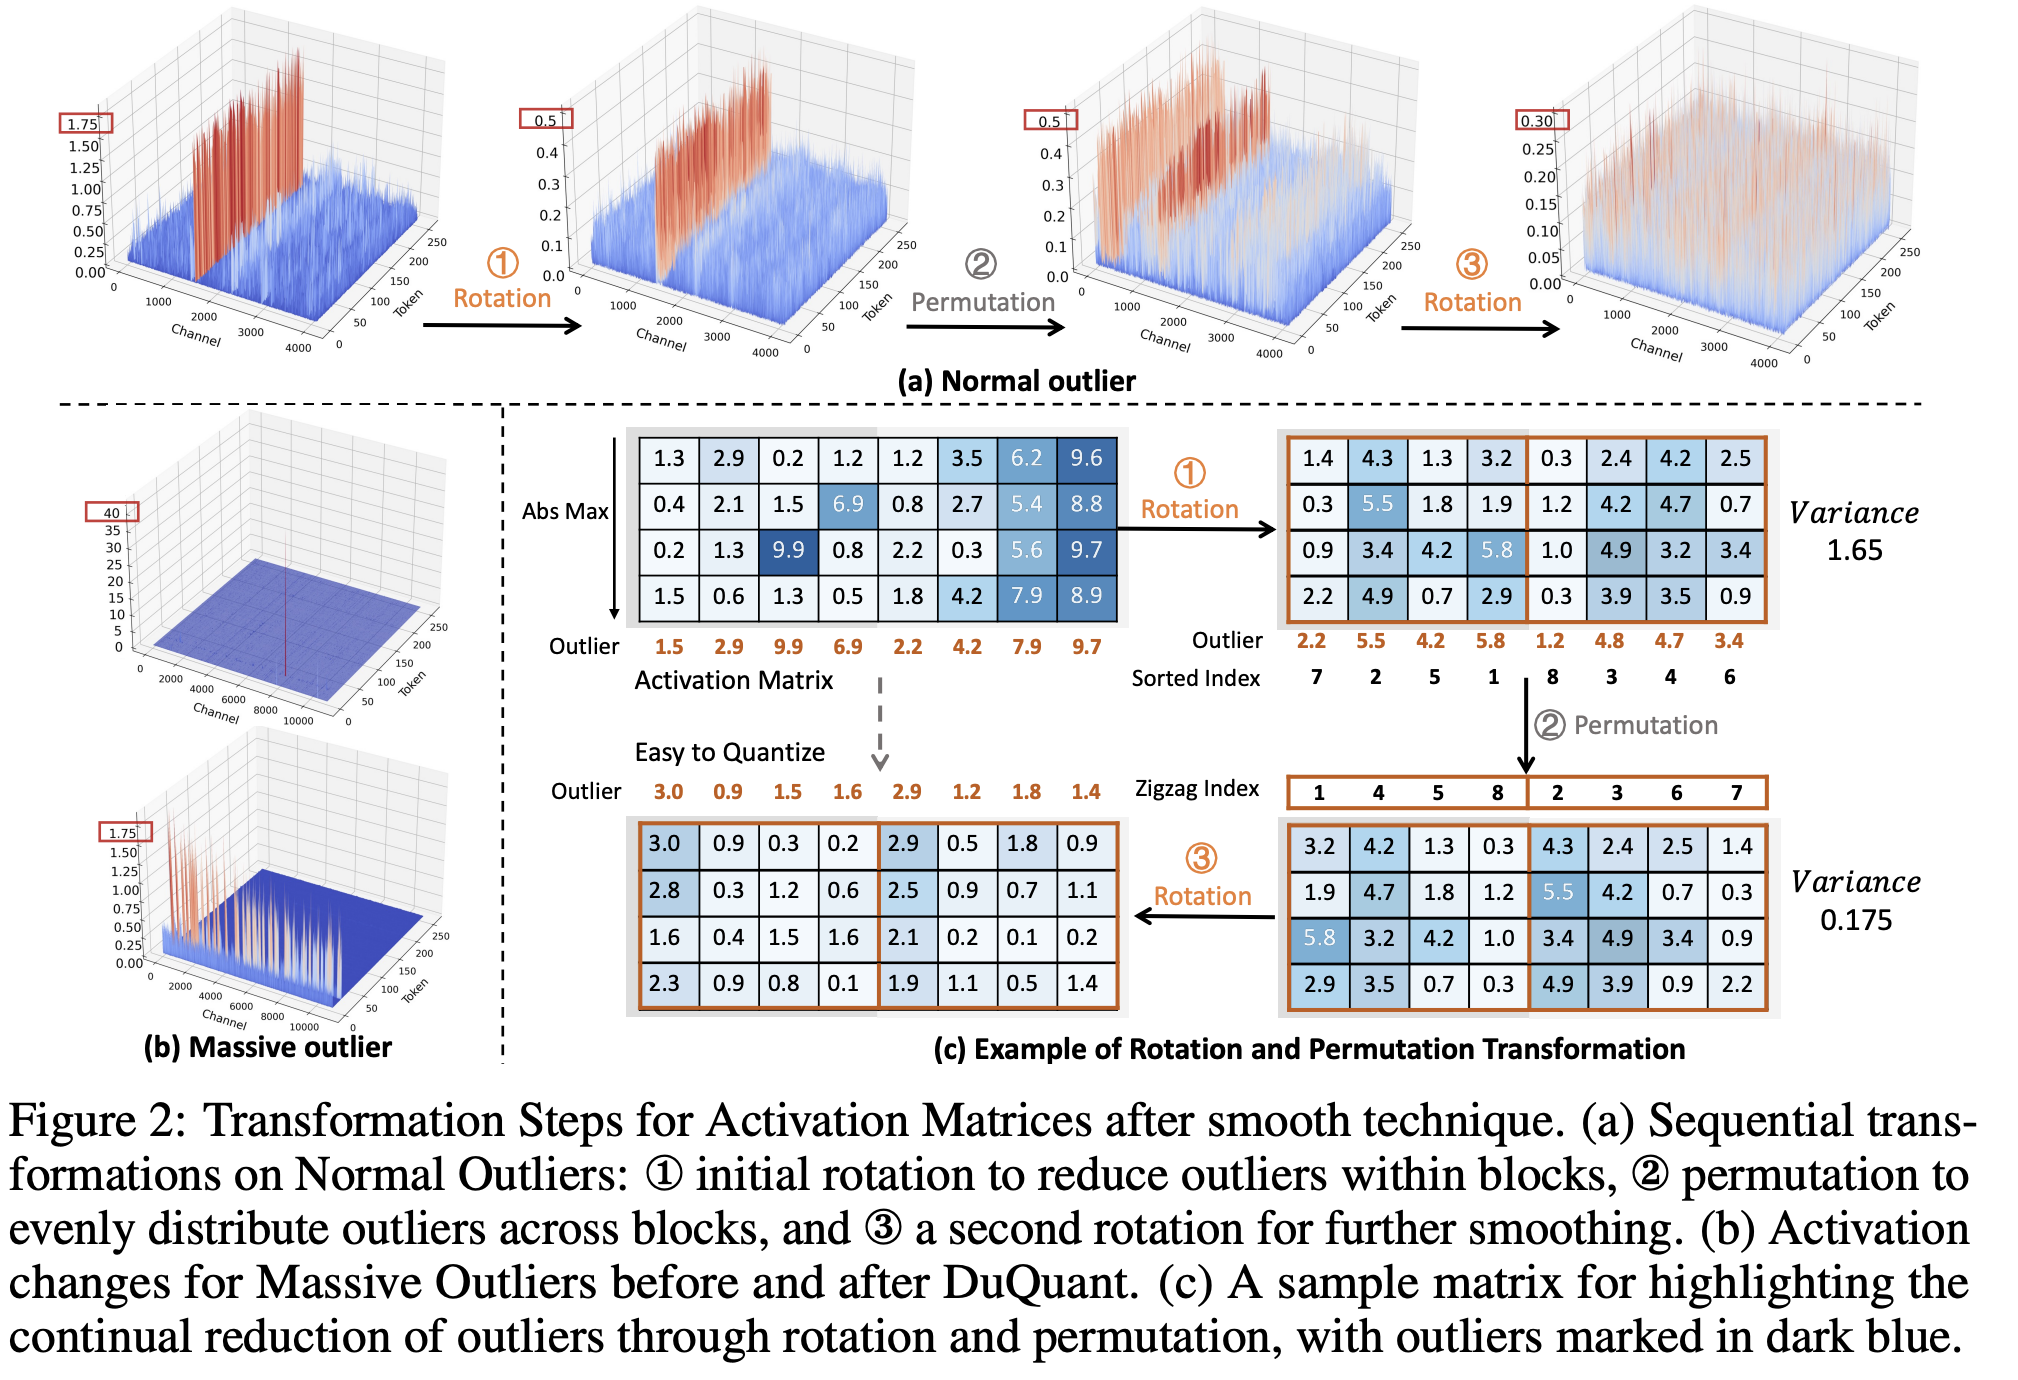 1.75
1.50
1.25
1.00
0.75
0.50
0.25
0.00
0 1000 2000 3000 4000
Channel
0 50 100 150 200 250
Token
① Rotation
0.5
0.4
0.3
0.2
0.1
0.0
0 1000 2000 3000 4000
Channel
0 50 100 150 200 250
Token
② Permutation
0.5
0.4
0.3
0.2
0.1
0.0
0 1000 2000 3000 4000
Channel
0 50 100 150 200 250
Token
③ Rotation
0.30
0.25
0.20
0.15
0.10
0.05
0.00
0 1000 2000 3000 4000
Channel
0 50 100 150 200 250
Token
(a) Normal outlier
40
35
30
25
20
15
10
5
0
0 2000 4000 6000 8000 10000
Channel
0 50 100 150 200 250
Token
1.75
1.50
1.25
1.00
0.75
0.50
0.25
0.00
0 2000 4000 6000 8000 10000
Channel
0 50 100 150 200 250
Token
(b) Massive outlier
Abs Max
1.3 2.9 0.2 1.2 1.2 3.5 6.2 9.6
0.4 2.1 1.5 6.9 0.8 2.7 5.4 8.8
0.2 1.3 9.9 0.8 2.2 0.3 5.6 9.7
1.5 0.6 1.3 0.5 1.8 4.2 7.9 8.9
Outlier 1.5 2.9 9.9 6.9 2.2 4.2 7.9 9.7
Activation Matrix
① Rotation
1.4 4.3 1.3 3.2 0.3 2.4 4.2 2.5
0.3 5.5 1.8 1.9 1.2 4.2 4.7 0.7
0.9 3.4 4.2 5.8 1.0 4.9 3.2 3.4
2.2 4.9 0.7 2.9 0.3 3.9 3.5 0.9
Variance
1.65
Outlier 2.2 5.5 4.2 5.8 1.2 4.8 4.7 3.4
Sorted Index 7 2 5 1 8 3 4 6
② Permutation
Zigzag Index 1 4 5 8 2 3 6 7
3.2 4.2 1.3 0.3 4.3 2.4 2.5 1.4
1.9 4.7 1.8 1.2 5.5 4.2 0.7 0.3
5.8 3.2 4.2 1.0 3.4 4.9 3.4 0.9
2.9 3.5 0.7 0.3 4.9 3.9 0.9 2.2
Variance
0.175
③ Rotation
Easy to Quantize
Outlier 3.0 0.9 1.5 1.6 2.9 1.2 1.8 1.4
3.0 0.9 0.3 0.2 2.9 0.5 1.8 0.9
2.8 0.3 1.2 0.6 2.5 0.9 0.7 1.1
1.6 0.4 1.5 1.6 2.1 0.2 0.1 0.2
2.3 0.9 0.8 0.1 1.9 1.1 0.5 1.4
(c) Example of Rotation and Permutation Transformation
Figure 2: Transformation Steps for Activation Matrices after smooth technique. (a) Sequential trans-
formations on Normal Outliers: ① initial rotation to reduce outliers within blocks, ② permutation to
evenly distribute outliers across blocks, and ③ a second rotation for further smoothing. (b) Activation
changes for Massive Outliers before and after DuQuant. (c) A sample matrix for highlighting the
continual reduction of outliers through rotation and permutation, with outliers marked in dark blue.